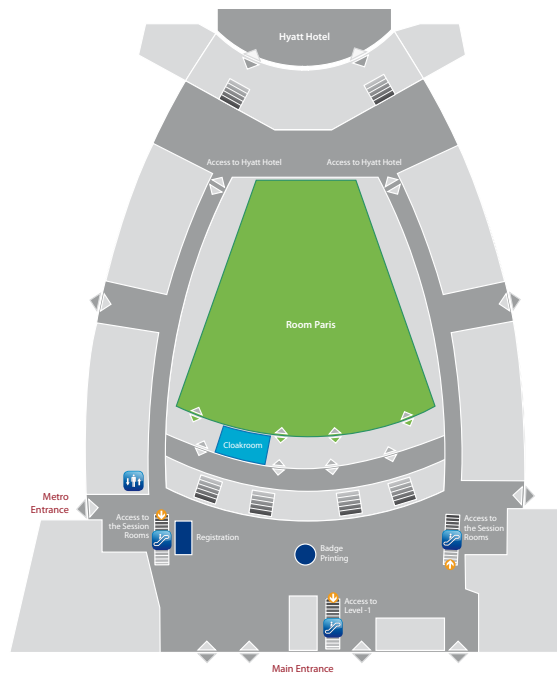 Hyatt Hotel
Access to Hyatt Hotel
Access to Hyatt Hotel
Room Paris
Cloakroom
Metro
Entrance
Access to
the Session
Rooms
Registration
Badge
Printing
Access to
the Session
Rooms
Access to
Level -1
Main Entrance